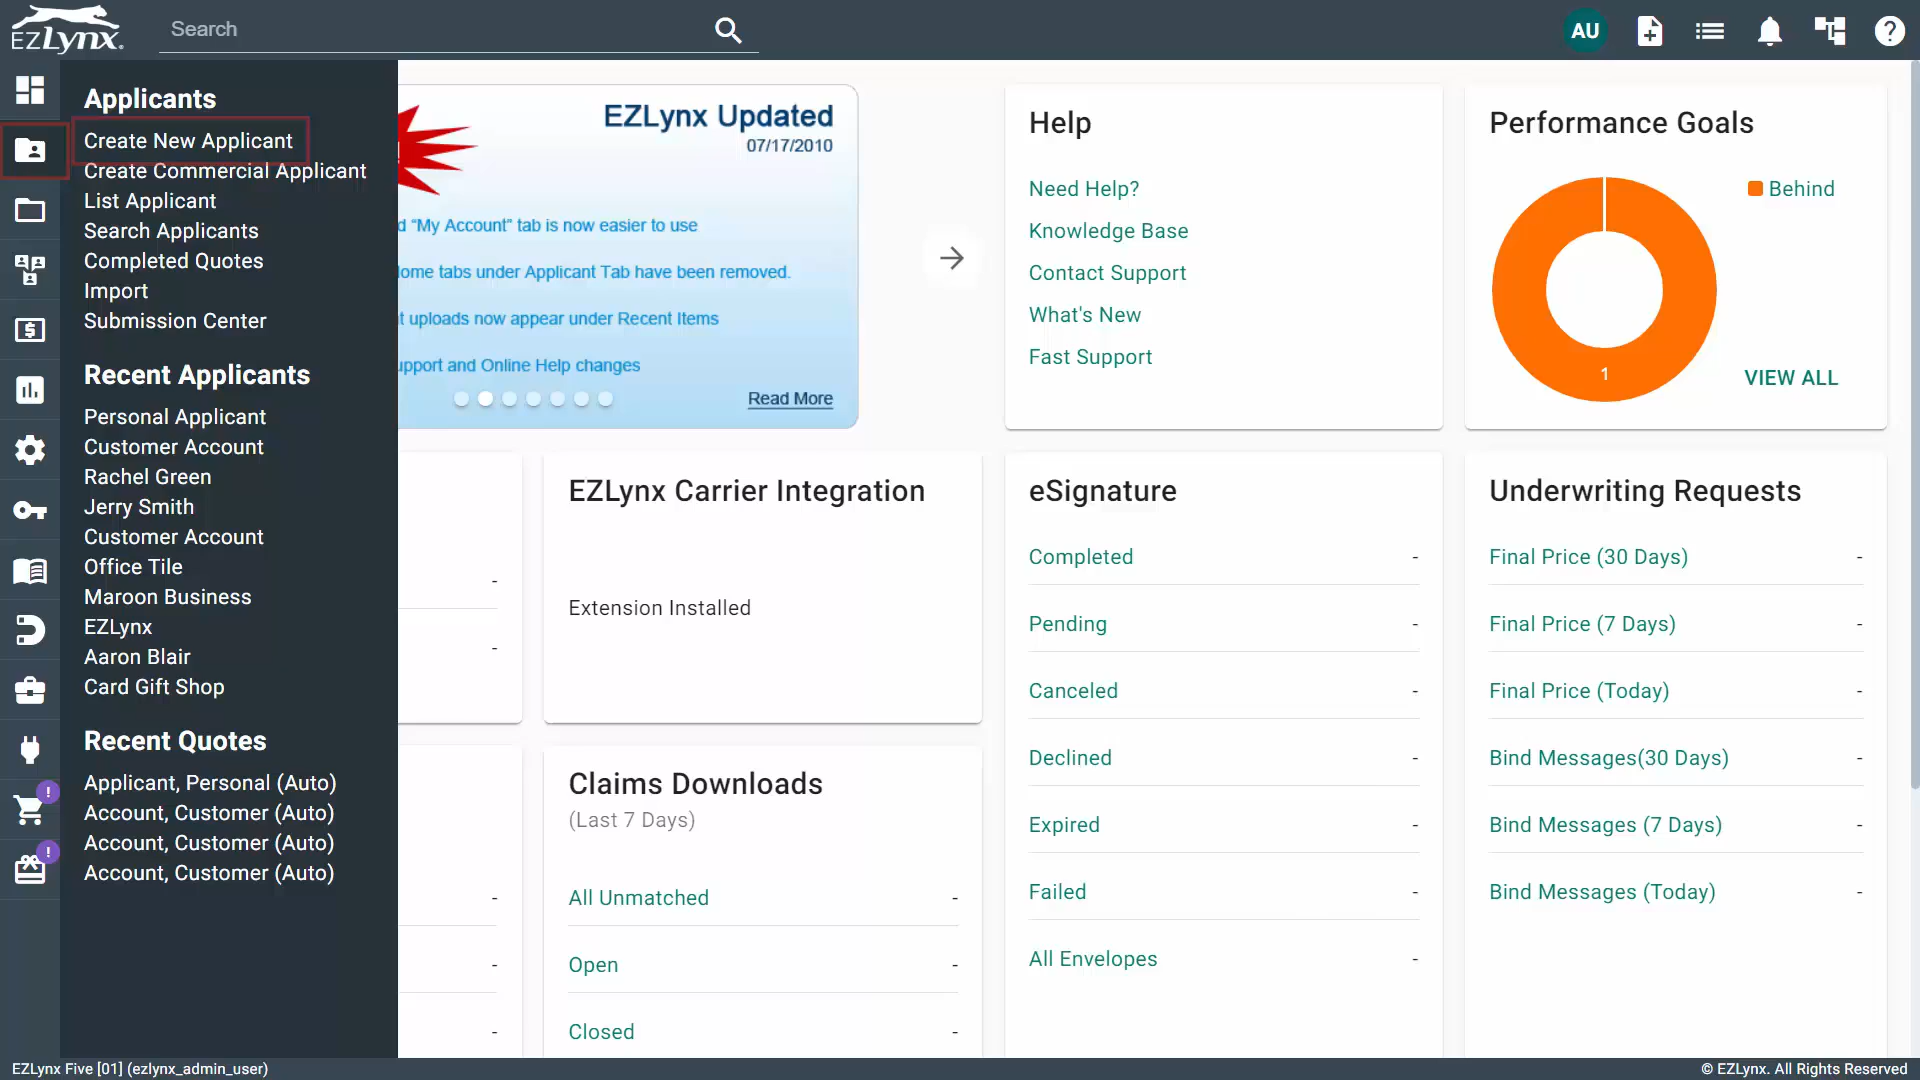 EZLynx.
Search
AU
Applicants
Create New Applicant
Create Commercial Applicant
List Applicant
Search Applicants
Completed Quotes
Import
Submission Center
Recent Applicants
Personal Applicant
Customer Account
Rachel Green
Jerry Smith
Customer Account
Office Tile
Maroon Business
EZLynx
Aaron Blair
Card Gift Shop
Recent Quotes
Applicant, Personal (Auto)
Account, Customer (Auto)
Account, Customer (Auto)
Account, Customer (Auto)
EZLynx Updated
07/17/2010
“My Account” tab is now easier to use
tabs under Applicant Tab have been removed.
uploads now appear under Recent Items
and Online Help changes
Read More
Help
Need Help?
Knowledge Base
Contact Support
What's New
Fast Support
Performance Goals
Behind
1
VIEW ALL
-
-
EZLynx Carrier Integration
Extension Installed
eSignature
Completed -
Pending -
Canceled -
Declined -
Expired -
Failed -
All Envelopes -
Underwriting Requests
Final Price (30 Days) -
Final Price (7 Days) -
Final Price (Today) -
Bind Messages(30 Days) -
Bind Messages (7 Days) -
Bind Messages (Today) -
-
-
-
Claims Downloads
(Last 7 Days)
All Unmatched -
Open -
Closed -
!
!
EZLynx Five [01] (ezlynx_admin_user)
© EZLynx. All Rights Reserved